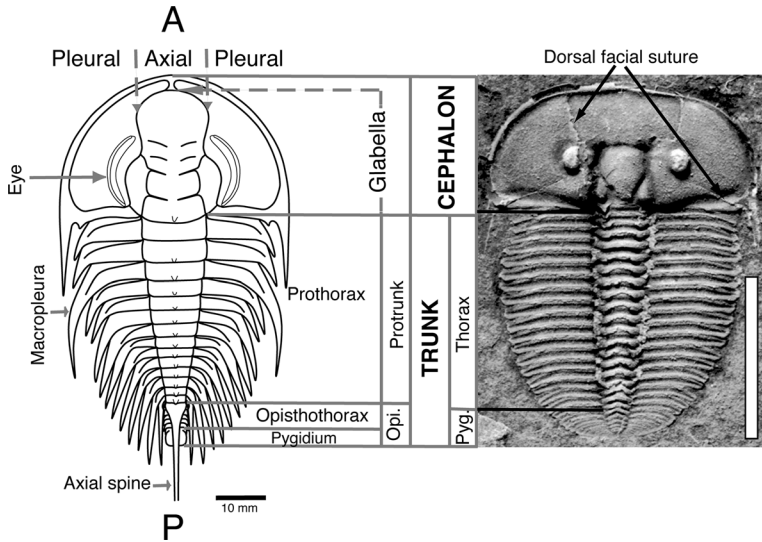 A
Pleural Axial Pleural
Dorsal facial suture
Eye
Glabella
CEPHALON
Macropleura
Prothorax
Protrunk
TRUNK
Thorax
Opisthothorax
Opi.
Pygidium
Pyg.
Axial spine
10 mm
P